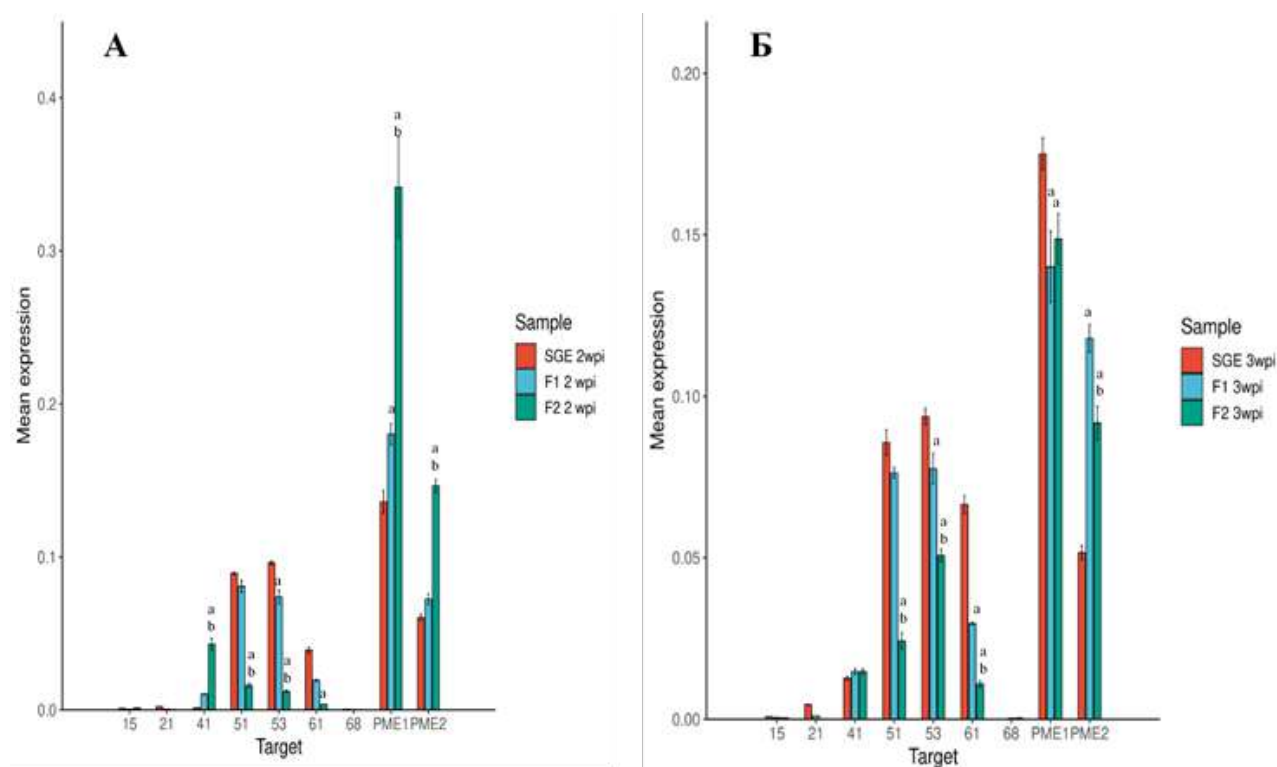 А
Mean expression
0.4
0.3
0.2
0.1
0.0
a
b
a
b
a
a
b
a
a
b
a
a
b
15 21 41 51 53 61 68 PME1 PME2
Target
Sample
SGE 2wpi
F1 2 wpi
F2 2 wpi
Б
Mean expression
0.20
0.15
0.10
0.05
0.00
a
b
a
a
b
a
a
b
a
a
a
a
b
15 21 41 51 53 61 68 PME1 PME2
Target
Sample
SGE 3wpi
F1 3wpi
F2 3wpi